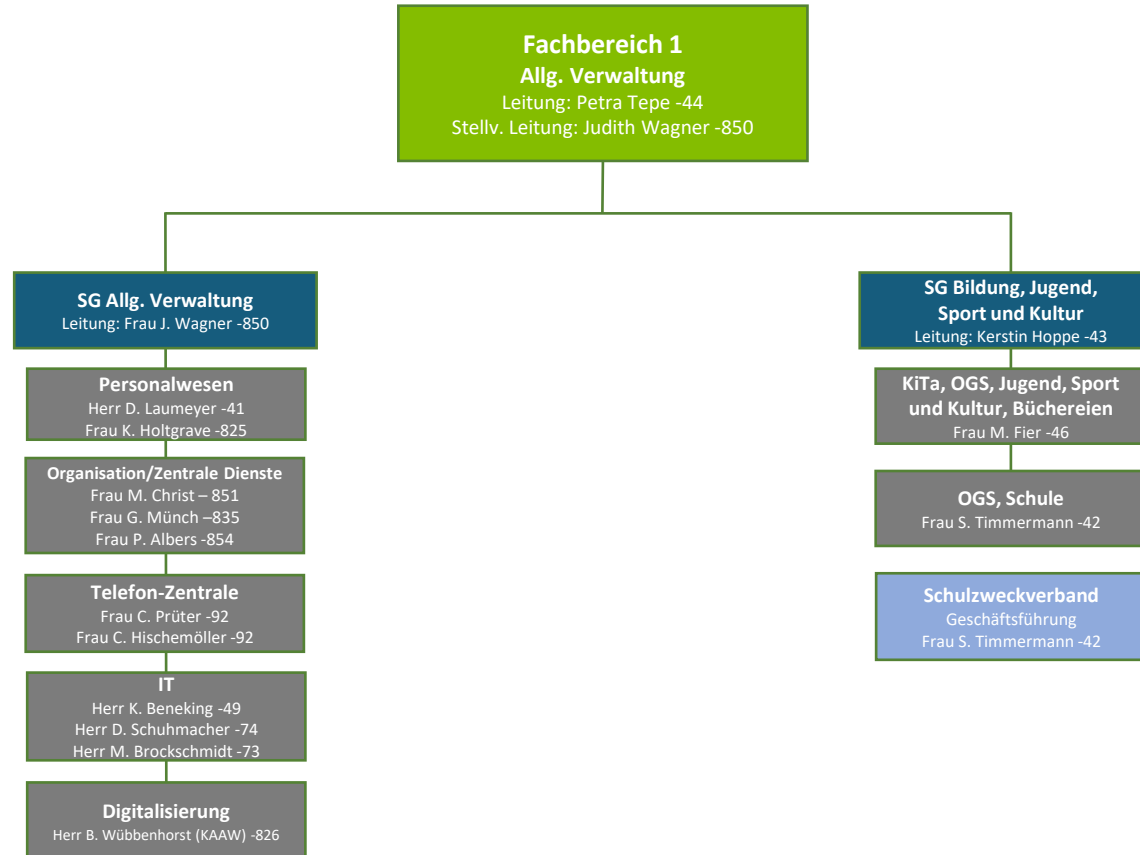 Fachbereich 1
Allg. Verwaltung
Leitung: Petra Tepe -44
Stellv. Leitung: Judith Wagner -850
SG Allg. Verwaltung
Leitung: Frau J. Wagner -850
Personalwesen
Herr D. Laumeyer -41
Frau K. Holtgrave -825
Organisation/Zentrale Dienste
Frau M. Christ – 851
Frau G. Münch –835
Frau P. Albers -854
Telefon-Zentrale
Frau C. Prüter -92
Frau C. Hischemöller -92
IT
Herr K. Beneking -49
Herr D. Schuhmacher -74
Herr M. Brockschmidt -73
Digitalisierung
Herr B. Wübbenhorst (KAAW) -826
SG Bildung, Jugend,
Sport und Kultur
Leitung: Kerstin Hoppe -43
KiTa, OGS, Jugend, Sport
und Kultur, Büchereien
Frau M. Fier -46
OGS, Schule
Frau S. Timmermann -42
Schulzweckverband
Geschäftsführung
Frau S. Timmermann -42